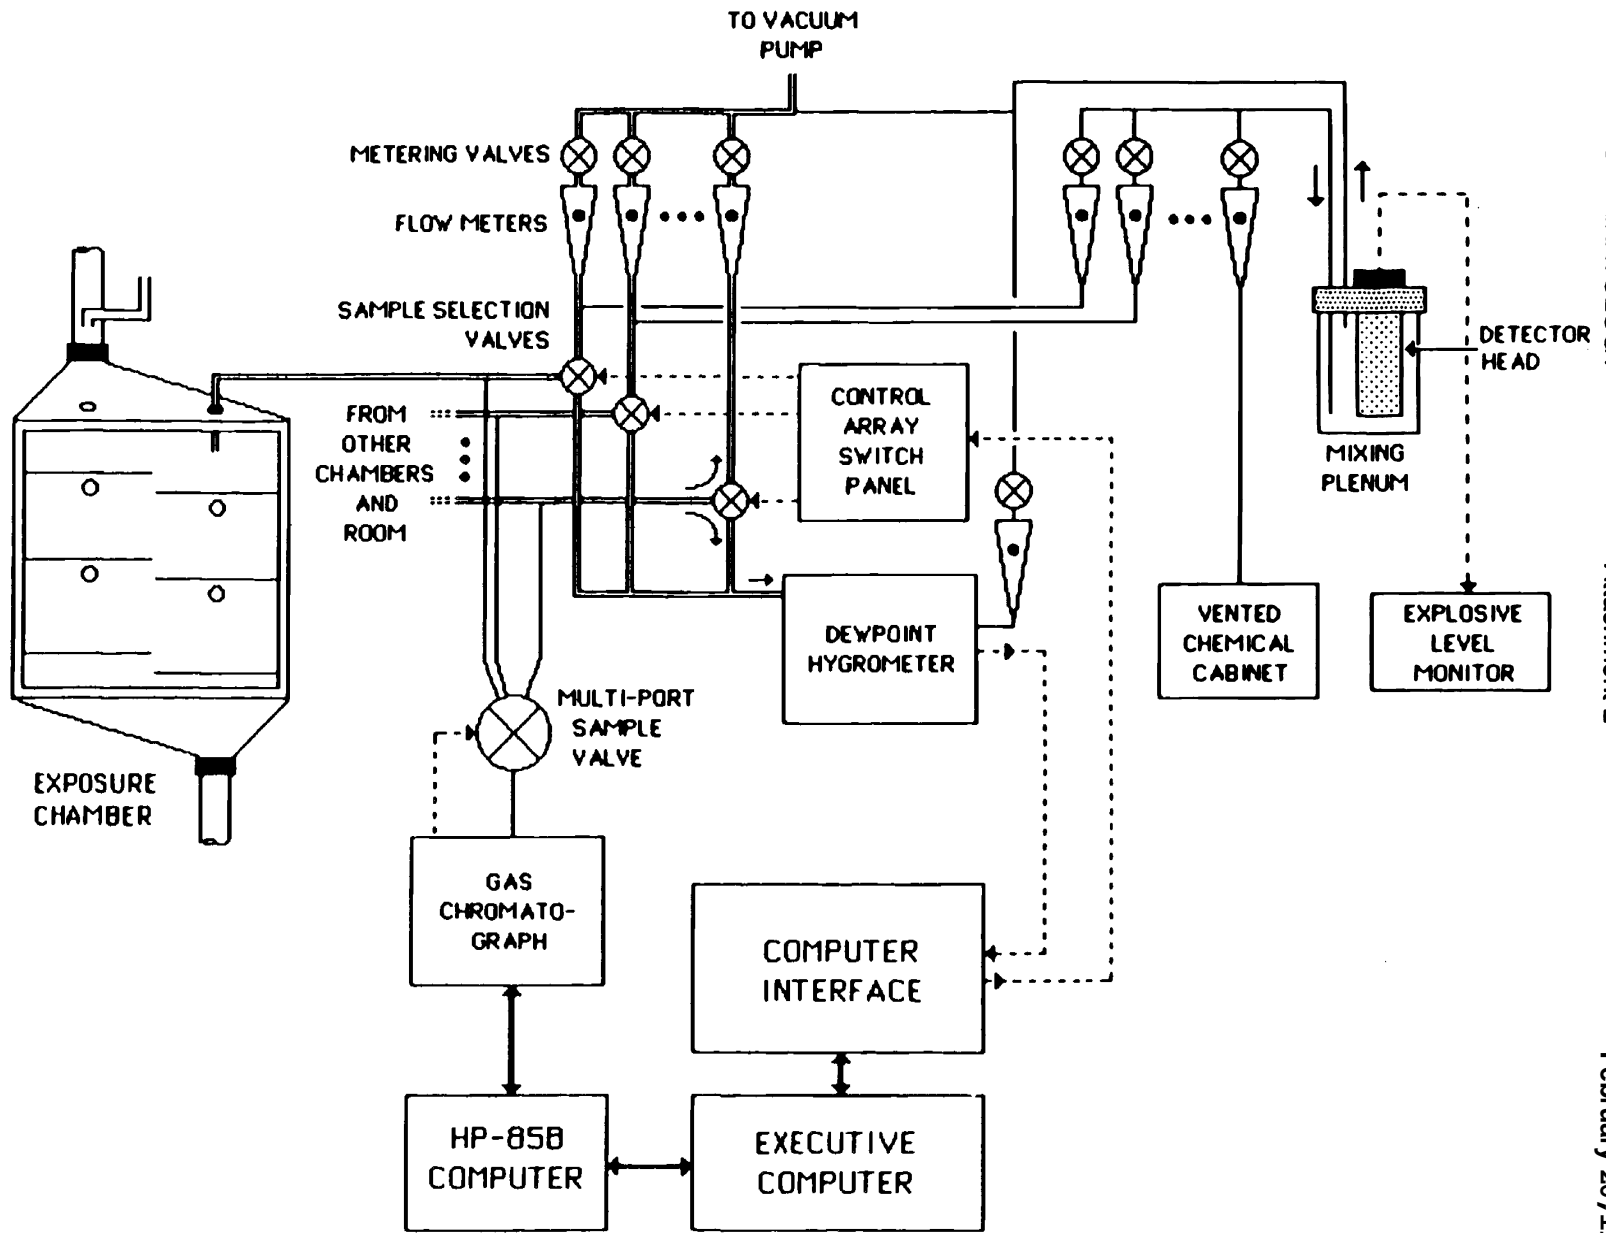 TO VACUUM
PUMP
METERING VALVES
FLOW METERS
SAMPLE SELECTION
VALVES
FROM
OTHER
CHAMBERS
AND
ROOM
CONTROL
ARRAY
SWITCH
PANEL
DETECTOR
HEAD
MIXING
PLENUM
DEWPOINT
HYGROMETER
VENTED
CHEMICAL
CABINET
EXPLOSIVE
LEVEL
MONITOR
MULTI-PORT
SAMPLE
VALVE
EXPOSURE
CHAMBER
GAS
CHROMATO-
GRAPH
COMPUTER
INTERFACE
HP-85B
COMPUTER
EXECUTIVE
COMPUTER